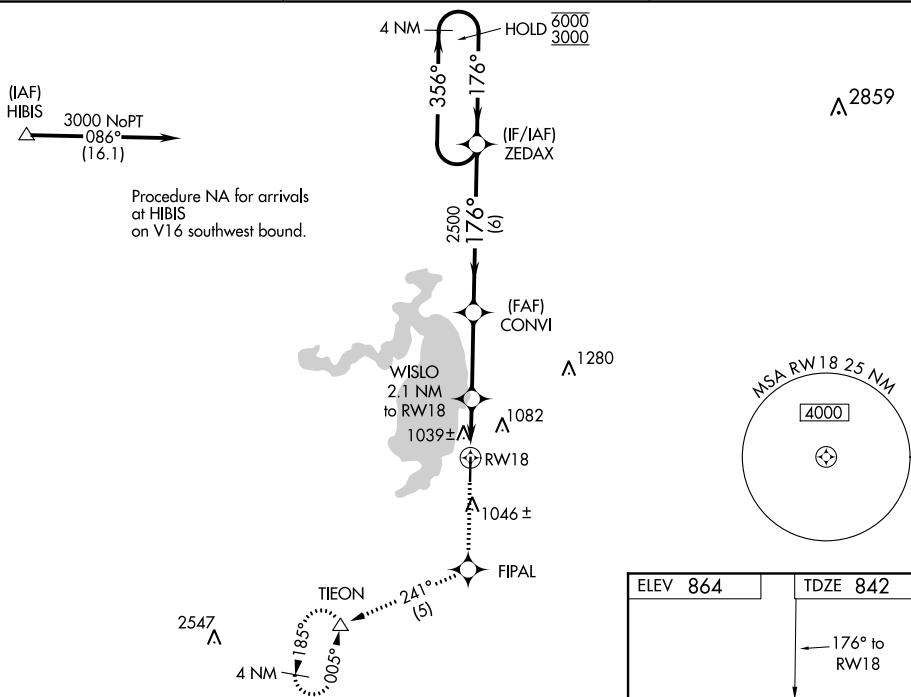 4 NM
HOLD 6000
3000
356°
176°
(IAF)
HIBIS
3000 NoPT
086°
(16.1)
2859
(IF/IAF)
ZEDAX
Procedure NA for arrivals
at HIBIS
on V16 southwest bound.
2500
176°
(6)
(FAF)
CONVI
1280
WISLO
2.1 NM
to RW18
1082
1039±
RW18
MSA RW18 25 NM
4000
1046 ±
FIPAL
241°
(5)
TIEON
2547
185°
005°
4 NM
ELEV 864
TDZE 842
176° to
RW18